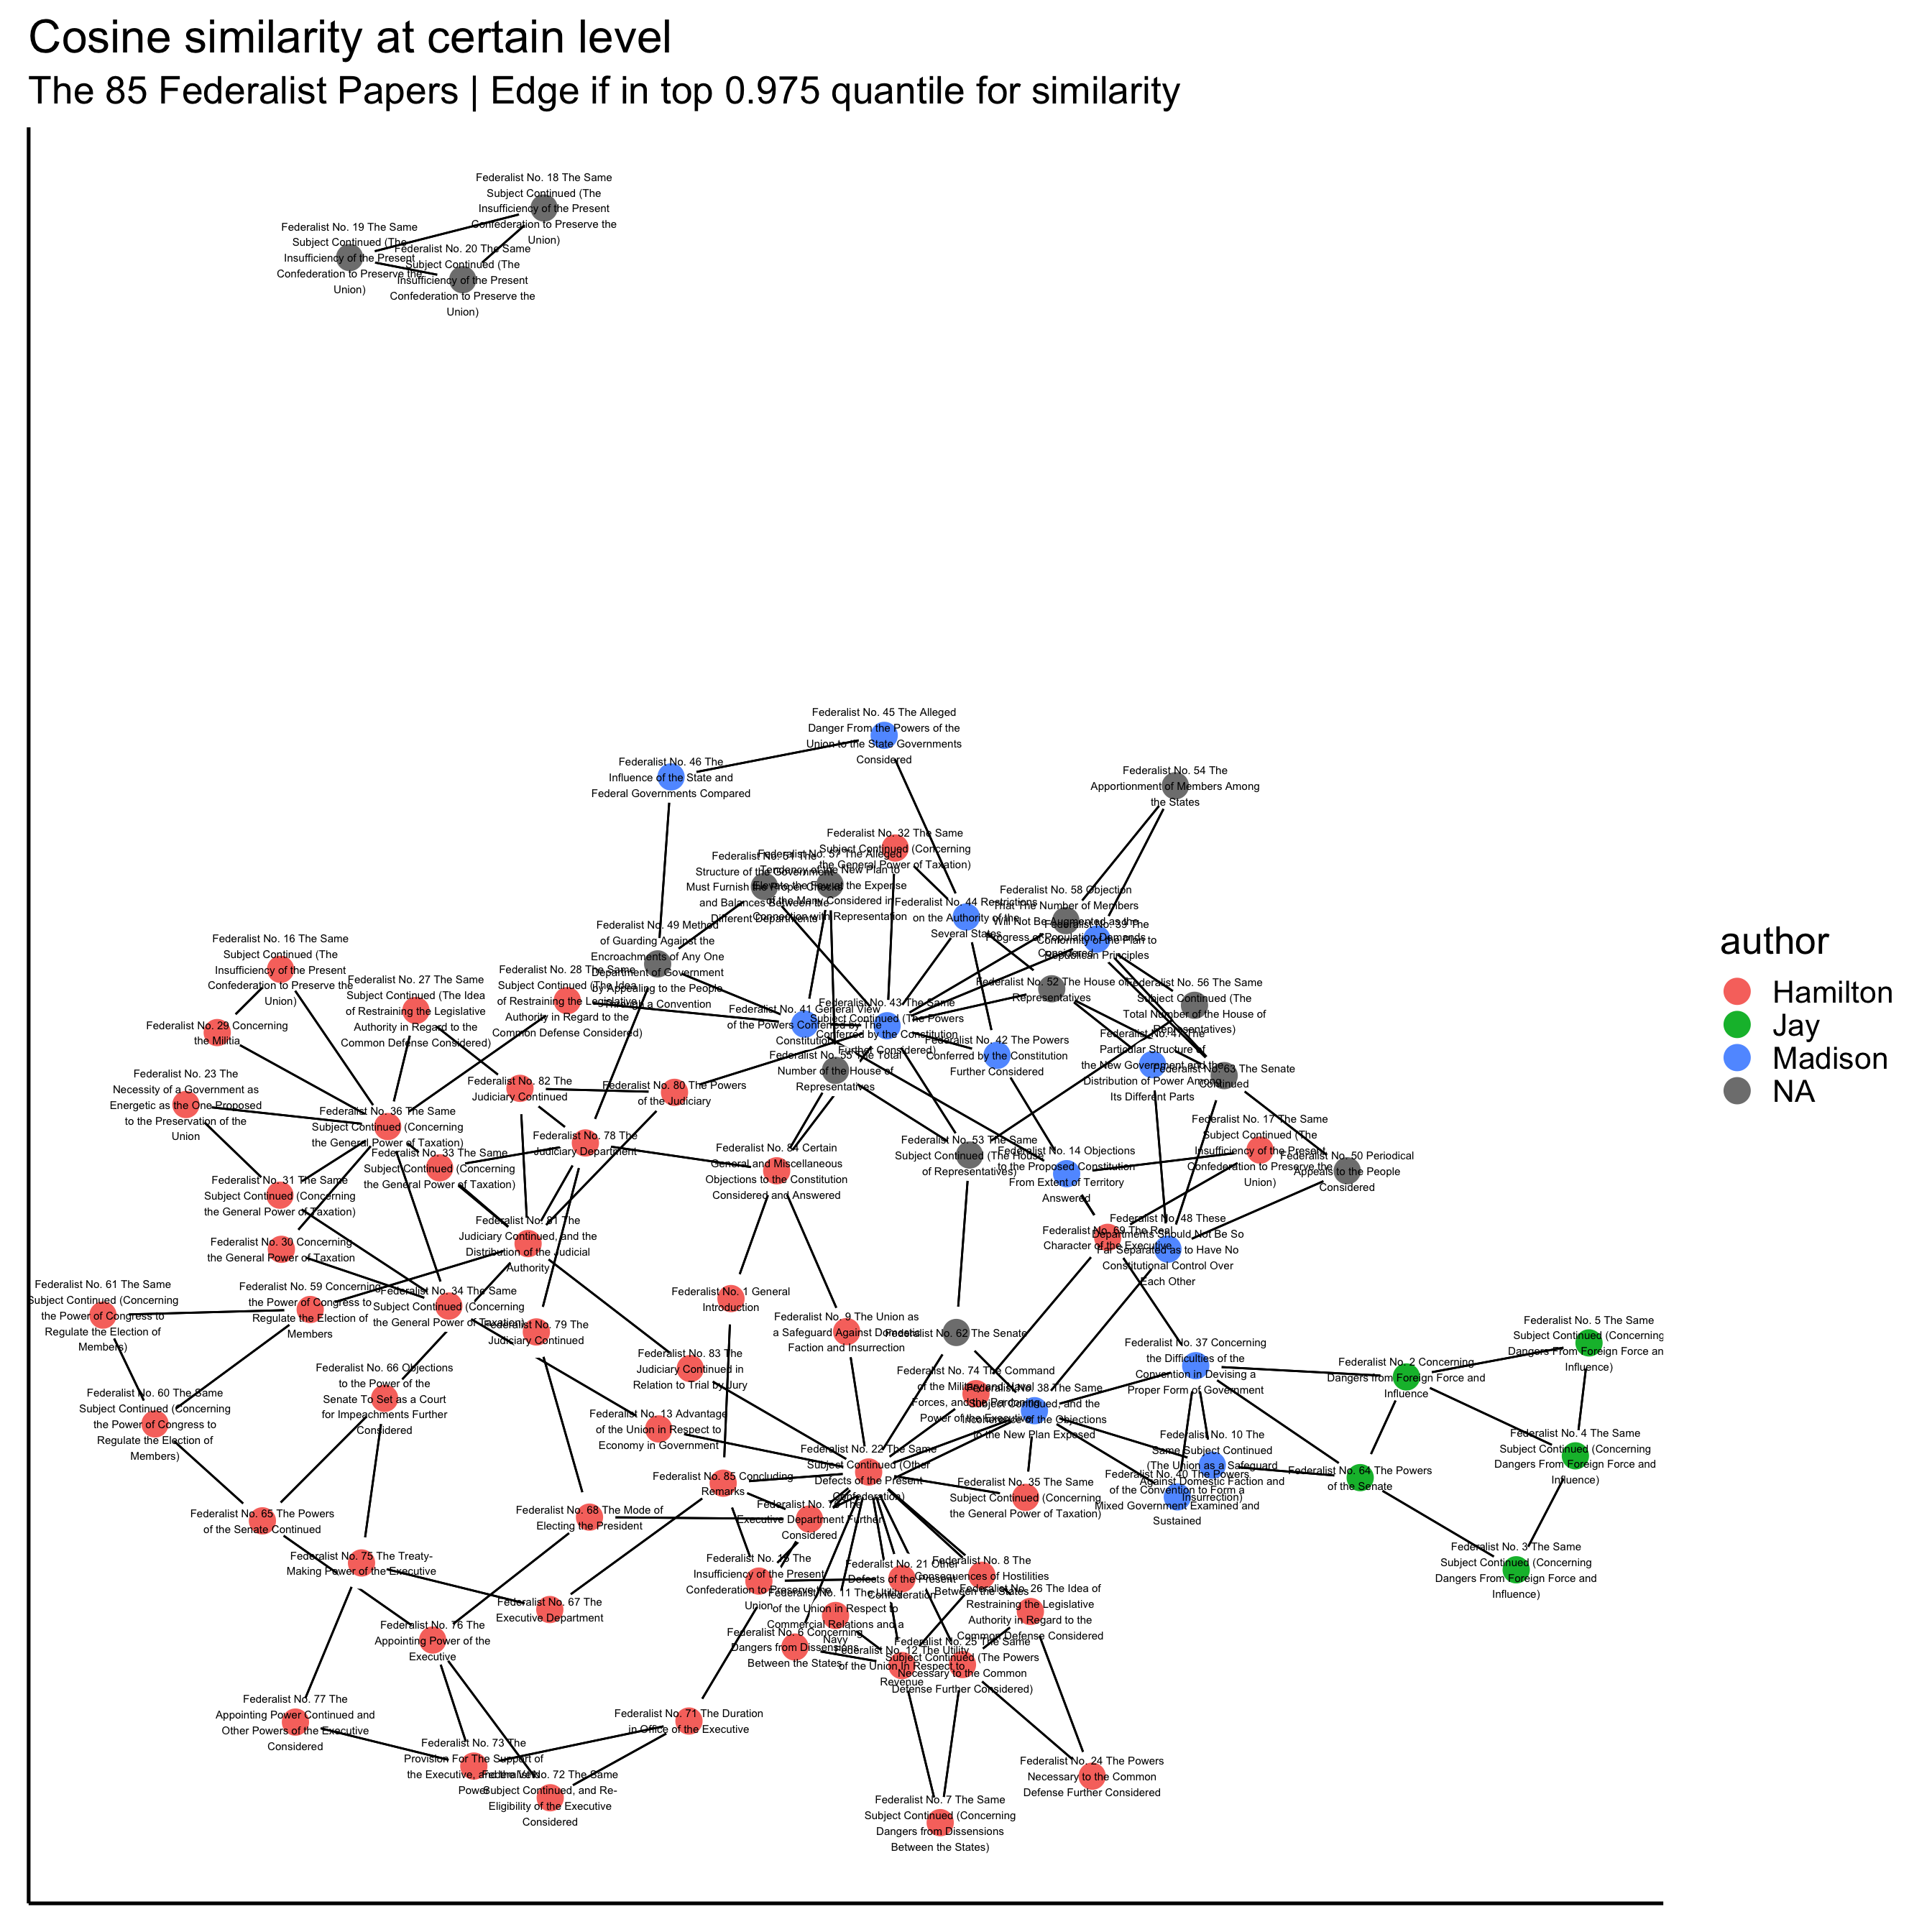 Cosine similarity at certain level
The 85 Federalist Papers | Edge if in top 0.975 quantile for similarity
Federalist No. 18 The Same
Subject Continued (The
Insufficiency of the Present
Confederation to Preserve the
Union)
Federalist No. 19 The Same
Subject Continued (The
Insufficiency of the Present
Confederation to Preserve the
Union)
Federalist No. 20 The Same
Subject Continued (The
Insufficiency of the Present
Confederation to Preserve the
Union)
Federalist No. 45 The Alleged
Danger From the Powers of the
Union to the State Governments
Considered
Federalist No. 46 The
Influence of the State and
Federal Governments Compared
Federalist No. 54 The
Apportionment of Members Among
the States
Federalist No. 32 The Same
Subject Continued (Concerning
the General Power of Taxation)
Federalist No. 51 The
Structure of the Government
Must Furnish the Proper Checks
and Balances Between the
Different Departments
Federalist No. 57 The Alleged
Tendency of the New Plan to
Elevate the Few at the Expense
of the Many Considered in
Connection with Representation
Federalist No. 44 Restrictions
on the Authority of the
Several States
Federalist No. 58 Objection
That The Number of Members
Will Not Be Augmented as the
Progress of Population Demands
Considered
Federalist No. 39 The
Conformity of the Plan to
Republican Principles
Federalist No. 49 Method
of Guarding Against the
Encroachments of Any One
Department of Government
by Appealing to the People
Through a Convention
Federalist No. 16 The Same
Subject Continued (The
Insufficiency of the Present
Confederation to Preserve the
Union)
Federalist No. 27 The Same
Subject Continued (The Idea
of Restraining the Legislative
Authority in Regard to the
Common Defense Considered)
Federalist No. 28 The Same
Subject Continued (The Idea
of Restraining the Legislative
Authority in Regard to the
Common Defense Considered)
Federalist No. 29 Concerning
the Militia
Federalist No. 41 General View
of the Powers Conferred by The
Constitution
Federalist No. 43 The Same
Subject Continued (The Powers
Conferred by the Constitution
Further Considered)
Federalist No. 52 The House of
Representatives
Federalist No. 56 The Same
Subject Continued (The
Total Number of the House of
Representatives)
Federalist No. 42 The Powers
Conferred by the Constitution
Further Considered
Federalist No. 47 The
Particular Structure of
the New Government and the
Distribution of Power Among
Its Different Parts
Federalist No. 63 The Senate
Continued
Federalist No. 55 The Total
Number of the House of
Representatives
Federalist No. 23 The
Necessity of a Government as
Energetic as the One Proposed
to the Preservation of the
Union
Federalist No. 82 The
Judiciary Continued
Federalist No. 80 The Powers
of the Judiciary
Federalist No. 36 The Same
Subject Continued (Concerning
the General Power of Taxation)
Federalist No. 33 The Same
Subject Continued (Concerning
the General Power of Taxation)
Federalist No. 78 The
Judiciary Department
Federalist No. 84 Certain
General and Miscellaneous
Objections to the Constitution
Considered and Answered
Federalist No. 53 The Same
Subject Continued (The House
of Representatives)
Federalist No. 14 Objections
to the Proposed Constitution
From Extent of Territory
Answered
Federalist No. 17 The Same
Subject Continued (The
Insufficiency of the Present
Confederation to Preserve the
Union)
Federalist No. 50 Periodical
Appeals to the People
Considered
Federalist No. 31 The Same
Subject Continued (Concerning
the General Power of Taxation)
Federalist No. 30 Concerning
the General Power of Taxation
Federalist No. 81 The
Judiciary Continued, and the
Distribution of the Judicial
Authority
Federalist No. 69 The Real
Character of the Executive
Federalist No. 48 These
Departments Should Not Be So
Far Separated as to Have No
Constitutional Control Over
Each Other
Federalist No. 61 The Same
Subject Continued (Concerning
the Power of Congress to
Regulate the Election of
Members)
Federalist No. 59 Concerning
the Power of Congress to
Regulate the Election of
Members
Federalist No. 34 The Same
Subject Continued (Concerning
the General Power of Taxation)
Federalist No. 79 The
Judiciary Continued
Federalist No. 1 General
Introduction
Federalist No. 9 The Union as
a Safeguard Against Domestic
Faction and Insurrection
Federalist No. 62 The Senate
Federalist No. 83 The
Judiciary Continued in
Relation to Trial by Jury
Federalist No. 66 Objections
to the Power of the
Senate To Set as a Court
for Impeachments Further
Considered
Federalist No. 60 The Same
Subject Continued (Concerning
the Power of Congress to
Regulate the Election of
Members)
Federalist No. 74 The Command
of the Military and Naval
Forces, and the Pardoning
Power of the Executive
Federalist No. 38 The Same
Subject Continued, and the
Incoherence of the Objections
to the New Plan Exposed
Federalist No. 37 Concerning
the Difficulties of the
Convention in Devising a
Proper Form of Government
Federalist No. 2 Concerning
Dangers from Foreign Force and
Influence
Federalist No. 5 The Same
Subject Continued (Concerning
Dangers From Foreign Force an
Influence)
Federalist No. 4 The Same
Subject Continued (Concerning
Dangers From Foreign Force and
Influence)
Federalist No. 13 Advantage
of the Union in Respect to
Economy in Government
Federalist No. 22 The Same
Subject Continued (Other
Defects of the Present
Confederation)
Federalist No. 10 The
Same Subject Continued
(The Union as a Safeguard
Against Domestic Faction and
Insurrection)
Federalist No. 40 The Powers
of the Convention to Form a
Mixed Government Examined and
Sustained
Federalist No. 64 The Powers
of the Senate
Federalist No. 85 Concluding
Remarks
Federalist No. 35 The Same
Subject Continued (Concerning
the General Power of Taxation)
Federalist No. 65 The Powers
of the Senate Continued
Federalist No. 68 The Mode of
Electing the President
Executive Department Further
Considered
Federalist No. 3 The Same
Subject Continued (Concerning
Dangers From Foreign Force and
Influence)
Federalist No. 75 The Treaty-
Making Power of the Executive
Federalist No. 15 The
Insufficiency of the Present
Confederation to Preserve the
Union
Federalist No. 21 Other
Defects of the Present
Confederation
Federalist No. 8 The
Consequences of Hostilities
Between the States
Federalist No. 26 The Idea of
Restraining the Legislative
Authority in Regard to the
Common Defense Considered
Federalist No. 67 The
Executive Department
Federalist No. 11 The Utility
of the Union in Respect to
Commercial Relations and a
Navy
Federalist No. 76 The
Appointing Power of the
Executive
Federalist No. 6 Concerning
Dangers from Dissensions
Between the States
Federalist No. 12 The Utility
of the Union In Respect to
Revenue
Federalist No. 25 The Same
Subject Continued (The Powers
Necessary to the Common
Defense Further Considered)
Federalist No. 77 The
Appointing Power Continued and
Other Powers of the Executive
Considered
Federalist No. 71 The Duration
in Office of the Executive
Federalist No. 73 The
Provision For The Support of
the Executive, and the Veto
Power
Federalist No. 72 The Same
Subject Continued, and Re-
Eligibility of the Executive
Considered
Federalist No. 24 The Powers
Necessary to the Common
Defense Further Considered
Federalist No. 7 The Same
Subject Continued (Concerning
Dangers from Dissensions
Between the States)
author
Hamilton
Jay
Madison
NA